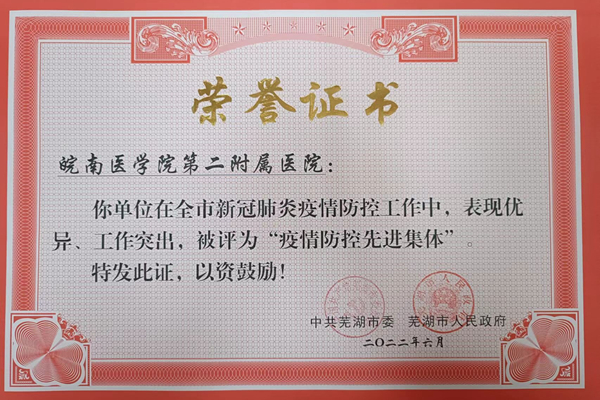 荣誉证书
皖南医学院第二附属医院：
你单位在全市新冠肺炎疫情防控工作中，表现优
异、工作突出，被评为“疫情防控先进集体”。
特发此证，以资鼓励！
中共芜湖市委 芜湖市人民政府
二〇二二年六月